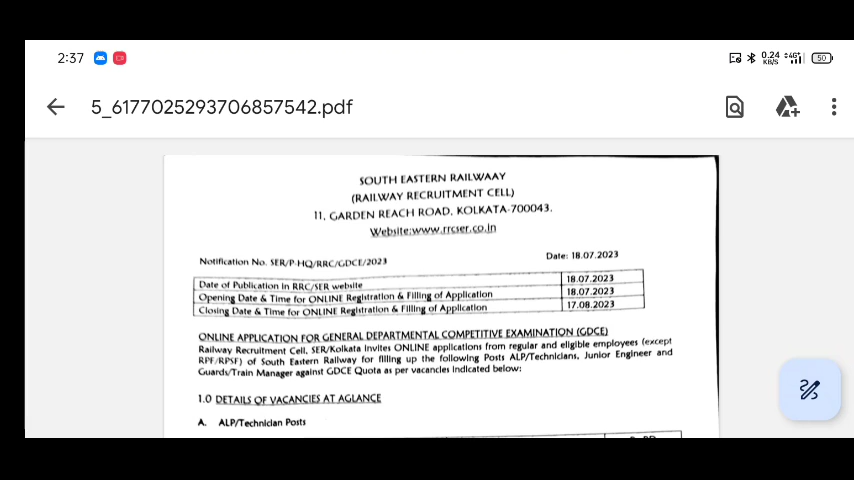 2:37
0.24 KB/S 4G+ 50
5_6177025293706857542.pdf
SOUTH EASTERN RAILWAAY
(RAILWAY RECRUITMENT CELL)
11, GARDEN REACH ROAD, KOLKATA-700043.
Website:www.rrcser.co.in
Notification No. SER/P-HQ/RRC/GDCE/2023 Date: 18.07.2023
Date of Publication in RRC/SER website 18.07.2023
Opening Date & Time for ONLINE Registration & Filling of Application 18.07.2023
Closing Date & Time for ONLINE Registration & Filling of Application 17.08.2023
ONLINE APPLICATION FOR GENERAL DEPARTMENTAL COMPETITIVE EXAMINATION (GDCE)
Railway Recruitment Cell, SER/Kolkata invites ONLINE applications from regular and eligible employees (except
RPF/RPSF) of South Eastern Railway for filling up the following Posts ALP/Technicians, Junior Engineer and
Guards/Train Manager against GDCE Quota as per vacancies indicated below:
1.0 DETAILS OF VACANCIES AT AGLANCE
A. ALP/Technician Posts